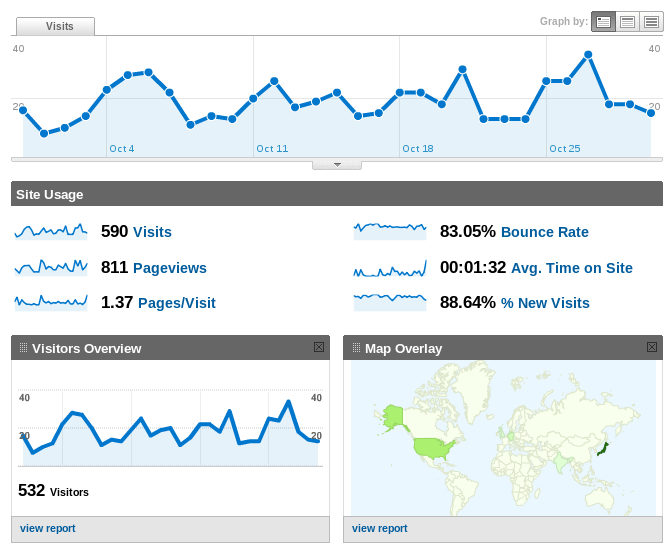 Visits
Graph by:
40 40
20 20
Oct 4 Oct 11 Oct 18 Oct 25
Site Usage
590 Visits
83.05% Bounce Rate
811 Pageviews
00:01:32 Avg. Time on Site
1.37 Pages/Visit
88.64% % New Visits
Visitors Overview
40 40
20 20
532 Visitors
view report
Map Overlay
view report